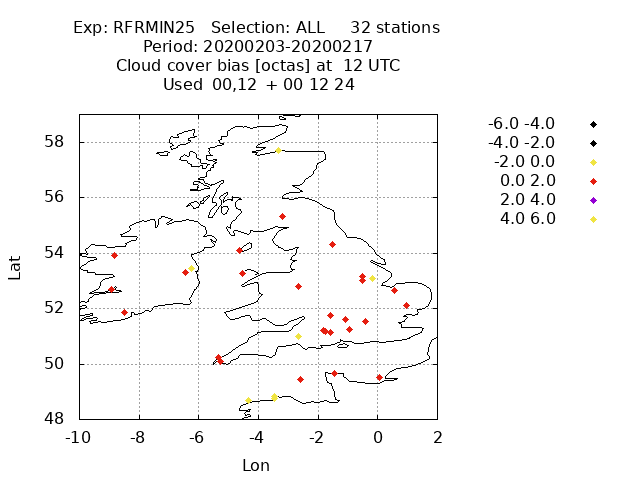 Exp: RFRMIN25 Selection: ALL 32 stations
Period: 20200203-20200217
Cloud cover bias [octas] at 12 UTC
Used 00,12 + 00 12 24
-6.0 -4.0
-4.0 -2.0
-2.0 0.0
0.0 2.0
2.0 4.0
4.0 6.0
58
56
54
52
50
48
Lat
-10 -8 -6 -4 -2 0 2
Lon